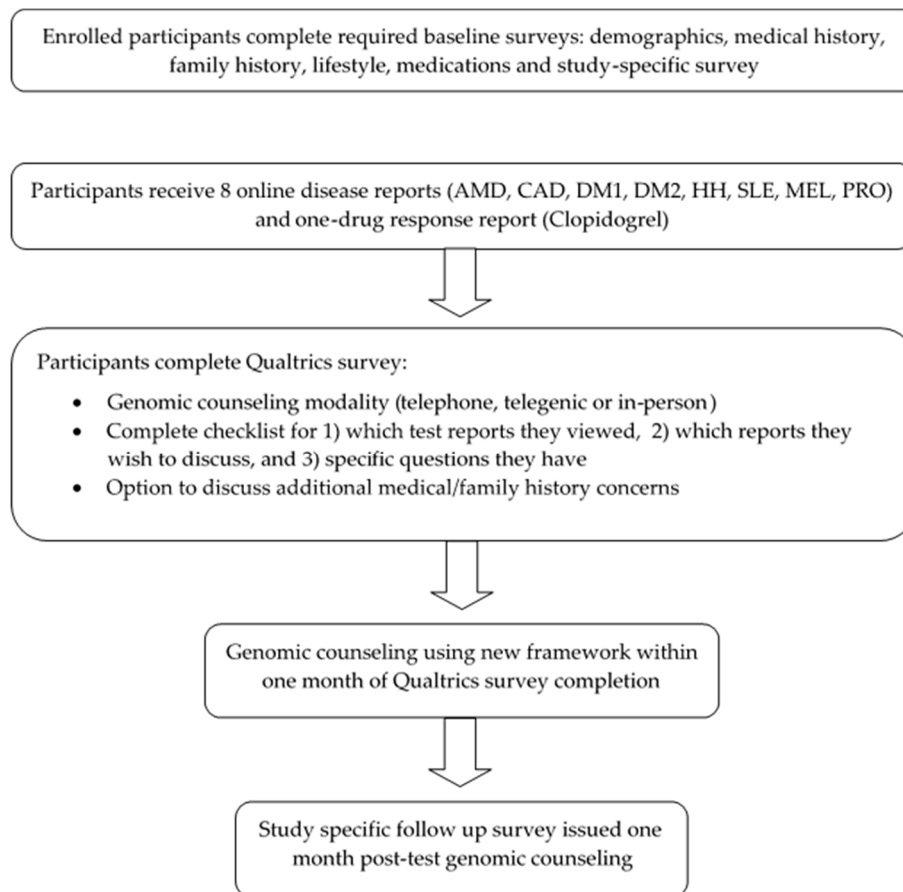 Enrolled participants complete required baseline surveys: demographics, medical history,
family history, lifestyle, medications and study-specific survey
Participants receive 8 online disease reports (AMD, CAD, DM1, DM2, HH, SLE, MEL, PRO)
and one-drug response report (Clopidogrel)
Participants complete Qualtrics survey:
• Genomic counseling modality (telephone, telegenic or in-person)
• Complete checklist for 1) which test reports they viewed, 2) which reports they
wish to discuss, and 3) specific questions they have
• Option to discuss additional medical/family history concerns
Genomic counseling using new framework within
one month of Qualtrics survey completion
Study specific follow up survey issued one
month post-test genomic counseling